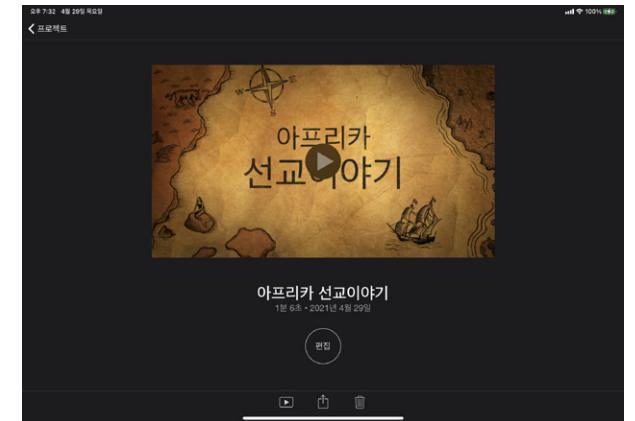 오후 7:32 4월 29일 목요일
100%
프로젝트
아프리카
선교이야기
아프리카 선교이야기
1분 6초 • 2021년 4월 29일
편집